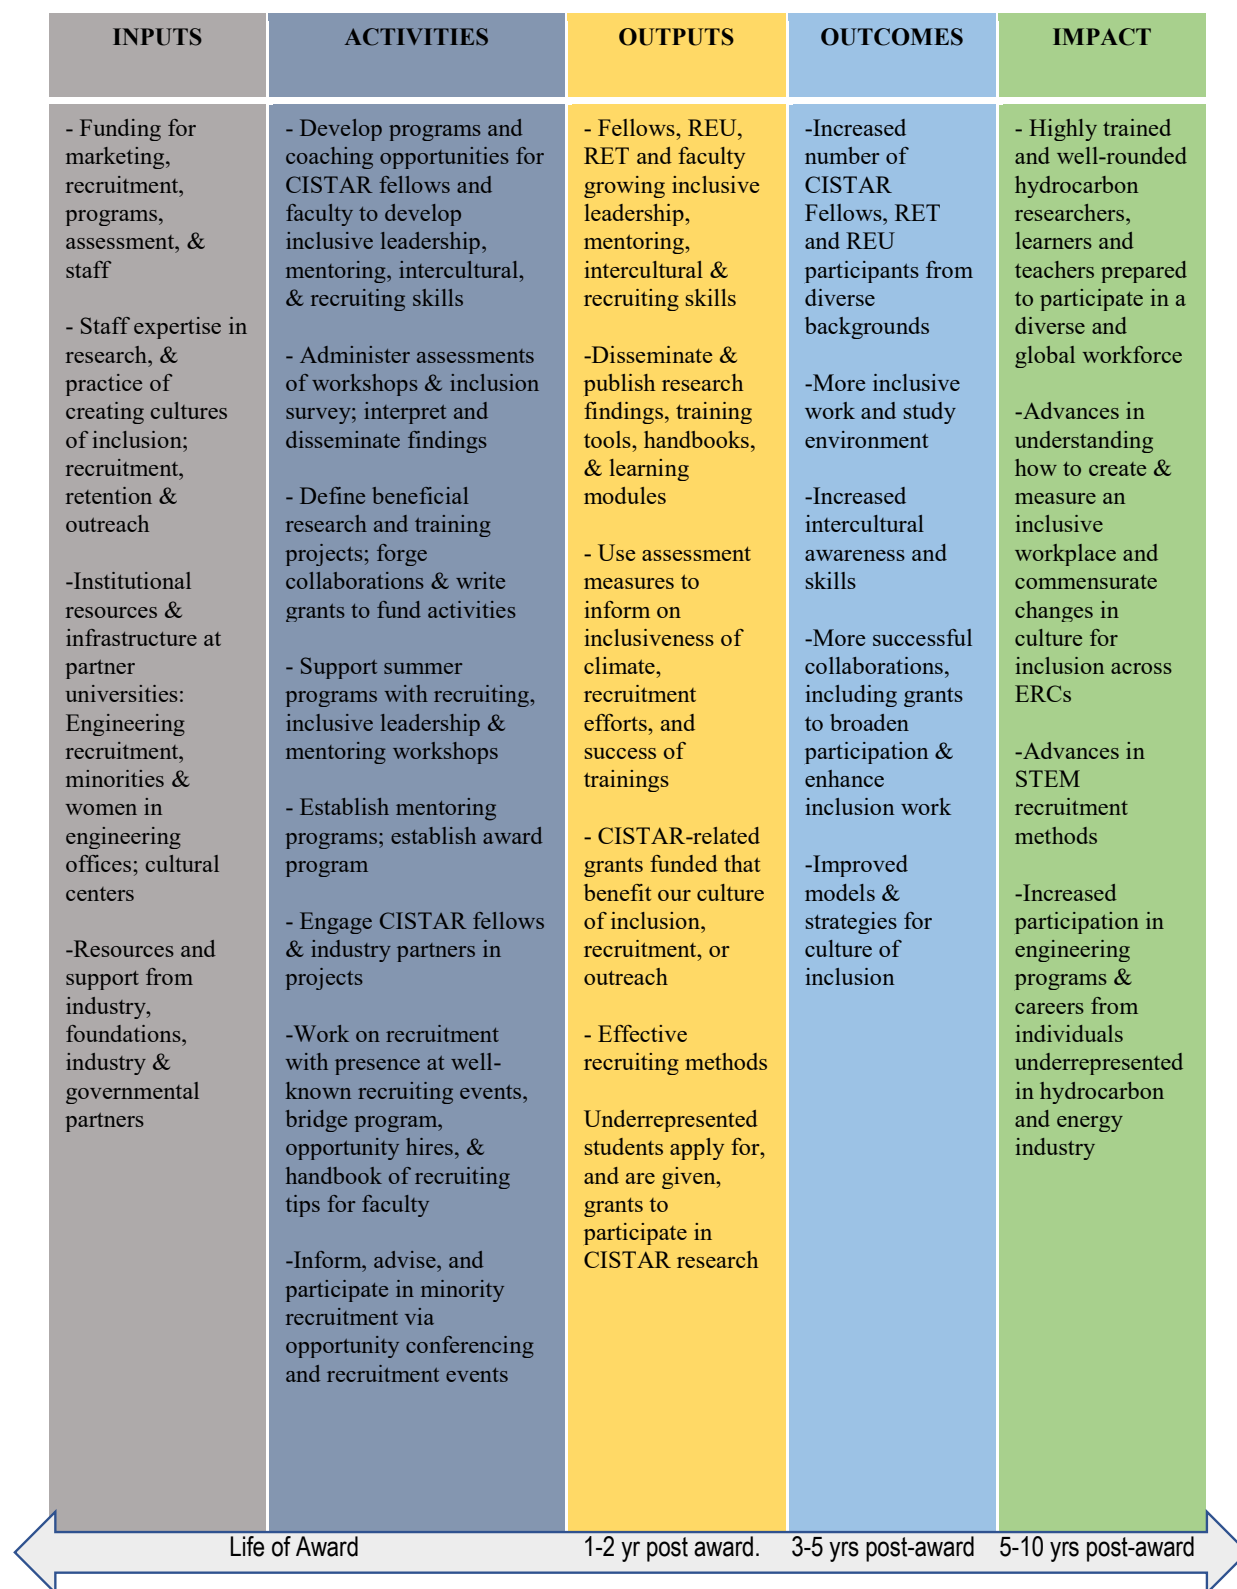 INPUTS
ACTIVITIES
OUTPUTS
OUTCOMES
IMPACT
- Funding for
marketing,
recruitment,
programs,
assessment, &
staff
- Staff expertise in
research, &
practice of
creating cultures
of inclusion;
recruitment,
retention &
outreach
-Institutional
resources &
infrastructure at
partner
universities:
Engineering
recruitment,
minorities &
women in
engineering
offices; cultural
centers
-Resources and
support from
industry,
foundations,
industry &
governmental
partners
- Develop programs and
coaching opportunities for
CISTAR fellows and
faculty to develop
inclusive leadership,
mentoring, intercultural,
& recruiting skills
- Administer assessments
of workshops & inclusion
survey; interpret and
disseminate findings
- Define beneficial
research and training
projects; forge
collaborations & write
grants to fund activities
- Support summer
programs with recruiting,
inclusive leadership &
mentoring workshops
- Establish mentoring
programs; establish award
program
- Engage CISTAR fellows
& industry partners in
projects
-Work on recruitment
with presence at well-
known recruiting events,
bridge program,
opportunity hires, &
handbook of recruiting
tips for faculty
-Inform, advise, and
participate in minority
recruitment via
opportunity conferencing
and recruitment events
- Fellows, REU,
RET and faculty
growing inclusive
leadership,
mentoring,
intercultural &
recruiting skills
-Disseminate &
publish research
findings, training
tools, handbooks,
& learning
modules
- Use assessment
measures to
inform on
inclusiveness of
climate,
recruitment
efforts, and
success of
trainings
- CISTAR-related
grants funded that
benefit our culture
of inclusion,
recruitment, or
outreach
- Effective
recruiting methods
Underrepresented
students apply for,
and are given,
grants to
participate in
CISTAR research
-Increased
number of
CISTAR
Fellows, RET
and REU
participants from
diverse
backgrounds
-More inclusive
work and study
environment
-Increased
intercultural
awareness and
skills
-More successful
collaborations,
including grants
to broaden
participation &
enhance
inclusion work
-Improved
models &
strategies for
culture of
inclusion
- Highly trained
and well-rounded
hydrocarbon
researchers,
learners and
teachers prepared
to participate in a
diverse and
global workforce
-Advances in
understanding
how to create &
measure an
inclusive
workplace and
commensurate
changes in
culture for
inclusion across
ERCs
-Advances in
STEM
recruitment
methods
-Increased
participation in
engineering
programs &
careers from
individuals
underrepresented
in hydrocarbon
and energy
industry
Life of Award
1-2 yr post award.
3-5 yrs post-award
5-10 yrs post-award